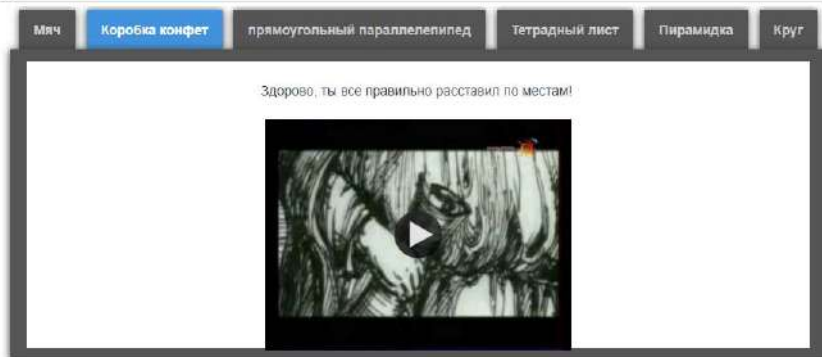 Мяч Коробка конфет прямоугольный параллелепипед Тетрадный лист Пирамидка Круг
Здорово, ты все правильно расставил по местам!